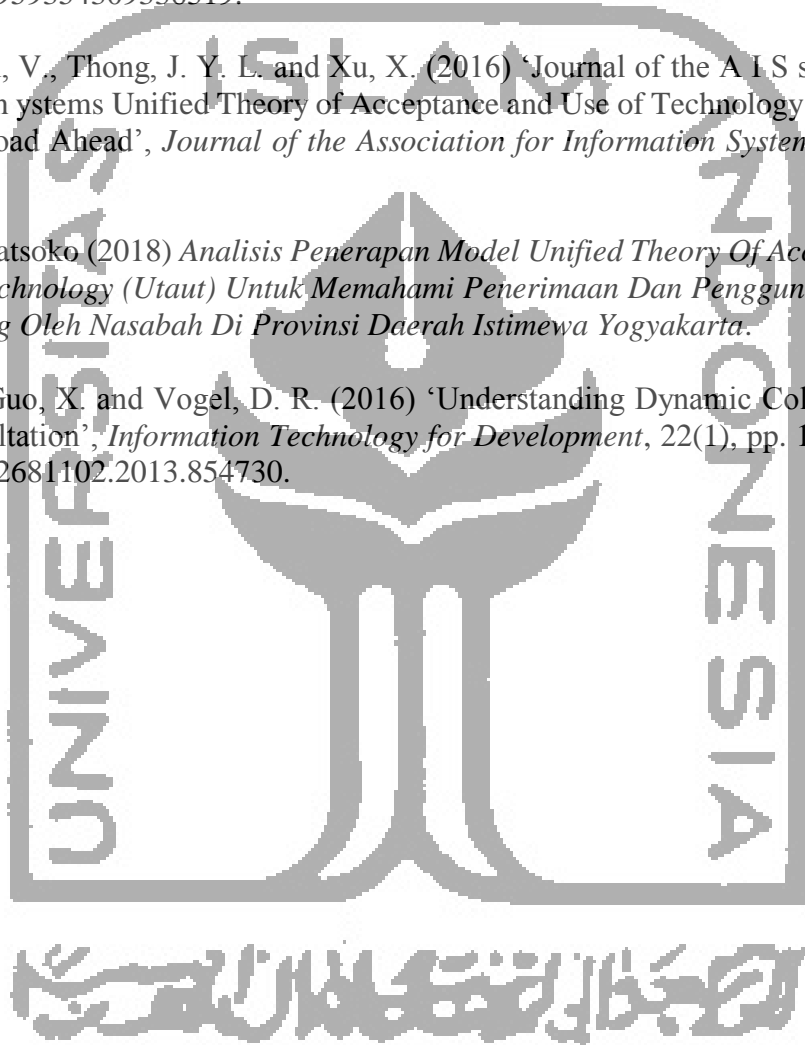 , V., Thong, J. Y. L. and Xu, X. (2016) ‘Journal of the A I S s
n ystems Unified Theory of Acceptance and Use of Technology
oad Ahead’, Journal of the Association for Information System
atsoko (2018) Analisis Penerapan Model Unified Theory Of Acc
chnology (Utaut) Untuk Memahami Penerimaan Dan Penggun
g Oleh Nasabah Di Provinsi Daerah Istimewa Yogyakarta.
Guo, X. and Vogel, D. R. (2016) ‘Understanding Dynamic Col
ltation’, Information Technology for Development, 22(1), pp. 1
2681102.2013.854730.
UNIVERSITAS
ISLAM
INDONESIA